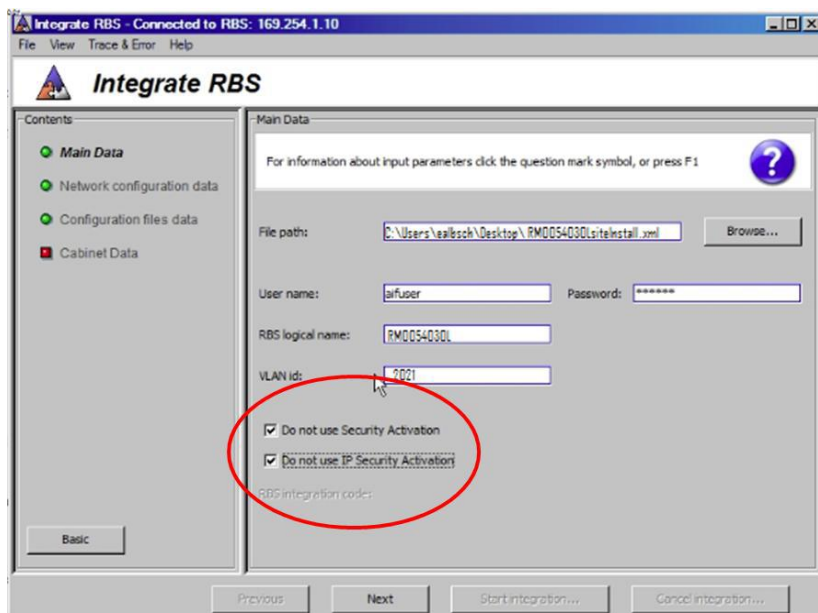 Integrate RBS - Connected to RBS: 169.254.1.10
File View Trace & Error Help
Integrate RBS
Contents
Main Data
Network configuration data
Configuration files data
Cabinet Data
Basic
Main Data
For information about input parameters click the question mark symbol, or press F1
?
File path: C:\Users\ealbsch\Desktop\ RM005403OLsiteInstall.xml Browse...
User name: aifuser Password: ******
RBS logical name: RM005403OL
VLAN id: 2021
Do not use Security Activation
Do not use IP Security Activation
RBS integration code:
Previous Next Start integration... Cancel integration...